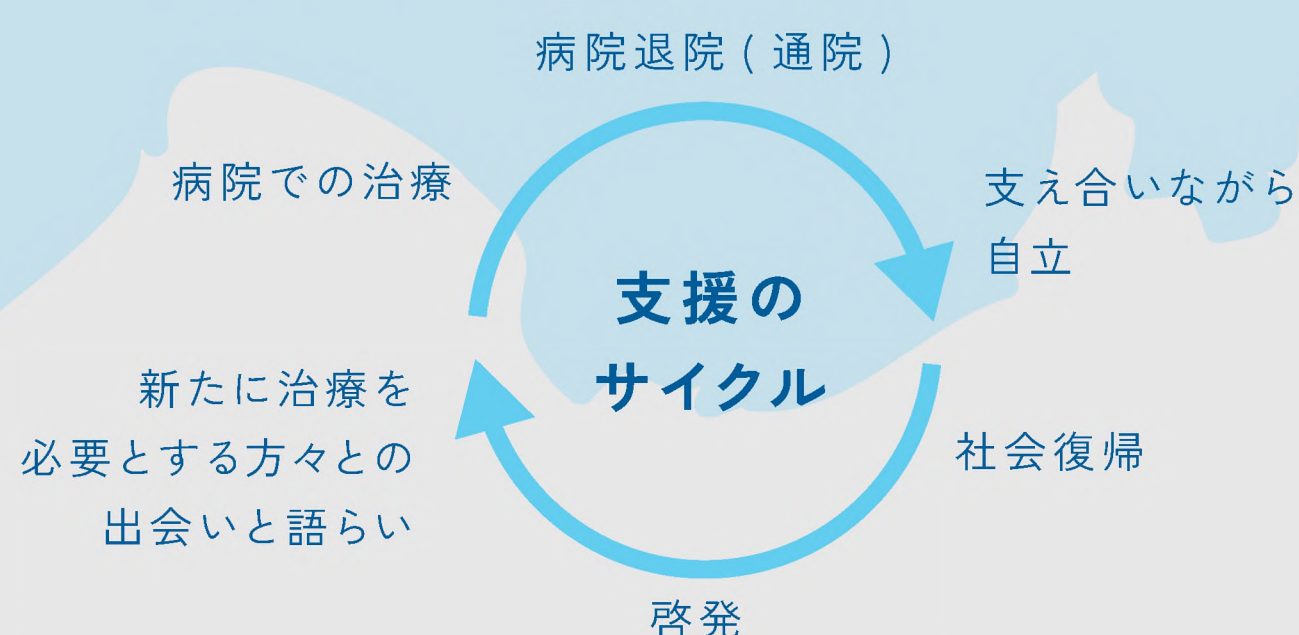 病院退院(通院)
病院での治療
支え合いながら
自立
支援の
サイクル
新たに治療を
必要とする方々との
出会いと語らい
社会復帰
啓発